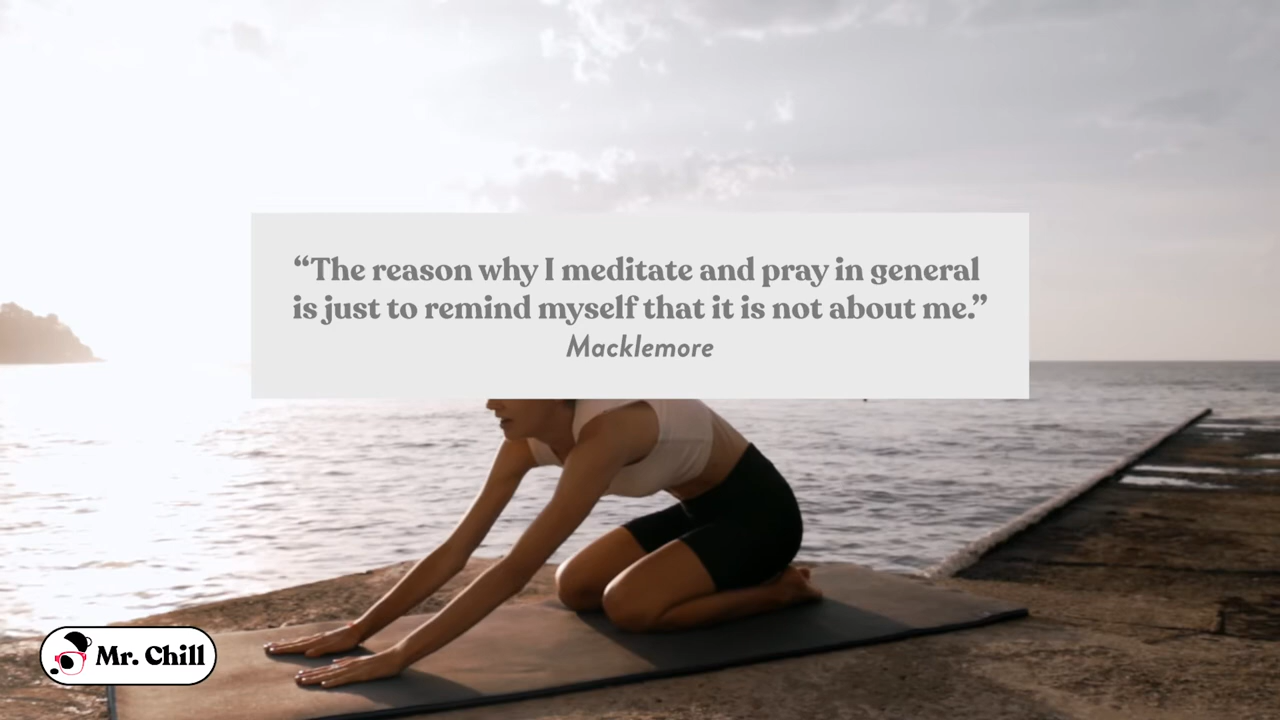 “The reason why I meditate and pray in general
is just to remind myself that it is not about me.”
Macklemore
Mr. Chill